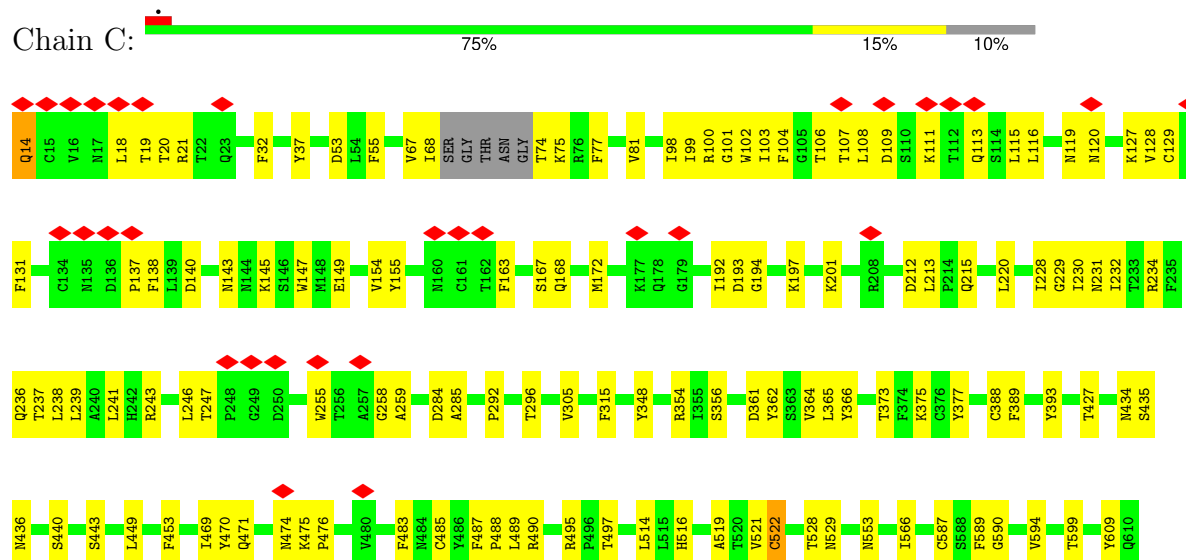 Chain C:
75% 15% 10%
Q14 C15 V16 N17 L18 T19 T20 R21 T22 Q23 F32 Y37 D53 L54 F55 V67 I68 SER GLY THR ASN GLY T74 K75 R76 F77 V81 I98 I99 R100 G101 W102 I103 F104 G105 T106 T107 L108 D109 S110 K111 T112 Q113 S114 L115 L116 N119 N120 K127 V128 C129
F131 C134 N135 D136 P137 F138 L139 D140 N143 N144 K145 S146 W147 M148 E149 V154 Y155 N160 C161 T162 F163 S167 Q168 M172 K177 Q178 G179 I192 D193 G194 K197 K201 R208 D212 L213 P214 Q215 L220 I228 G229 I230 N231 I232 T233 R234 F235
Q236 T237 L238 L239 A240 L241 H242 R243 L246 T247 P248 G249 D250 W255 T256 A257 G258 A259 D284 A285 P292 T296 V305 F315 Y348 R354 I355 S356 D361 Y362 S363 V364 L365 Y366 T373 F374 K375 C376 Y377 C388 F389 Y393 T427 N434 S435
N436 S440 S443 L449 F453 I469 Y470 Q471 N474 K475 P476 V480 F483 N484 C485 Y486 F487 P488 L489 R490 R495 P496 T497 L514 L515 H516 A519 T520 V521 C522 T528 N529 N553 I566 C587 S588 F589 G590 V594 T599 Y609 Q610